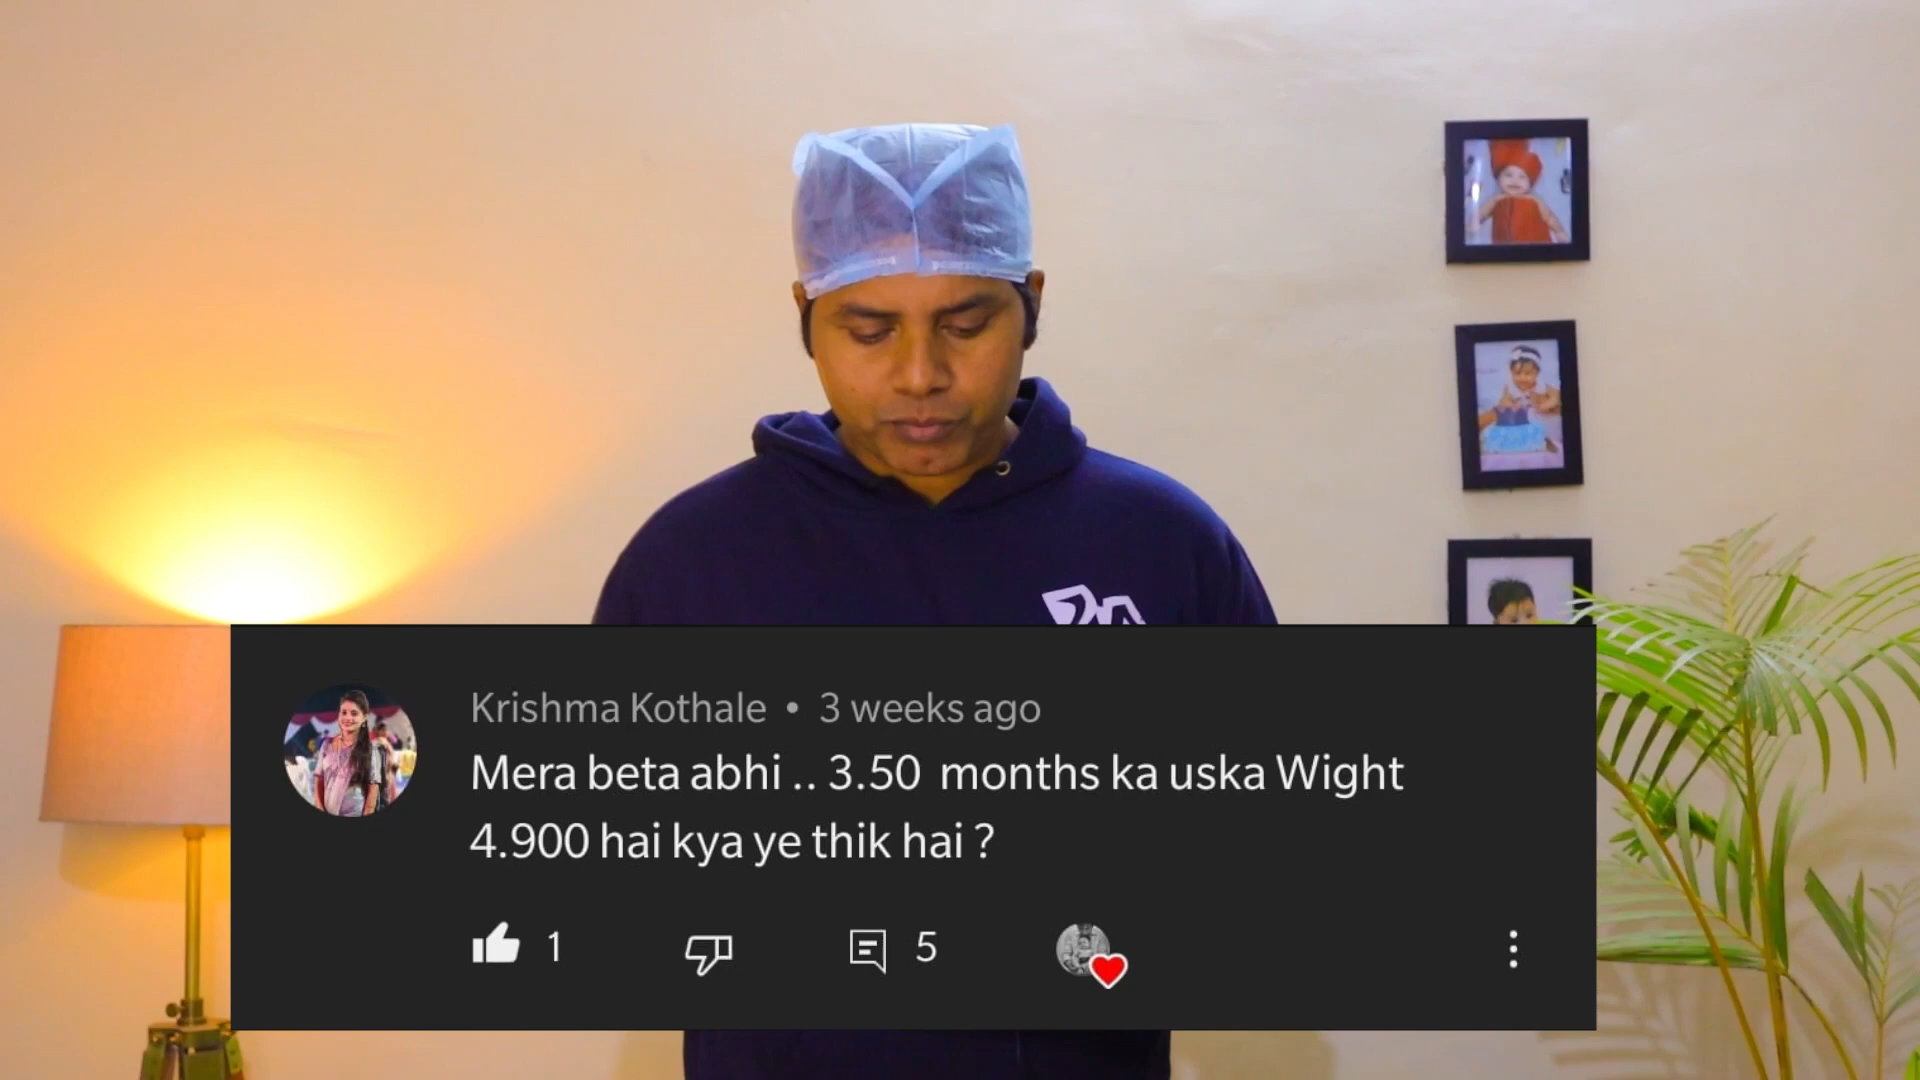 Krishma Kothale • 3 weeks ago
Mera beta abhi .. 3.50 months ka uska Wight
4.900 hai kya ye thik hai ?
1
5